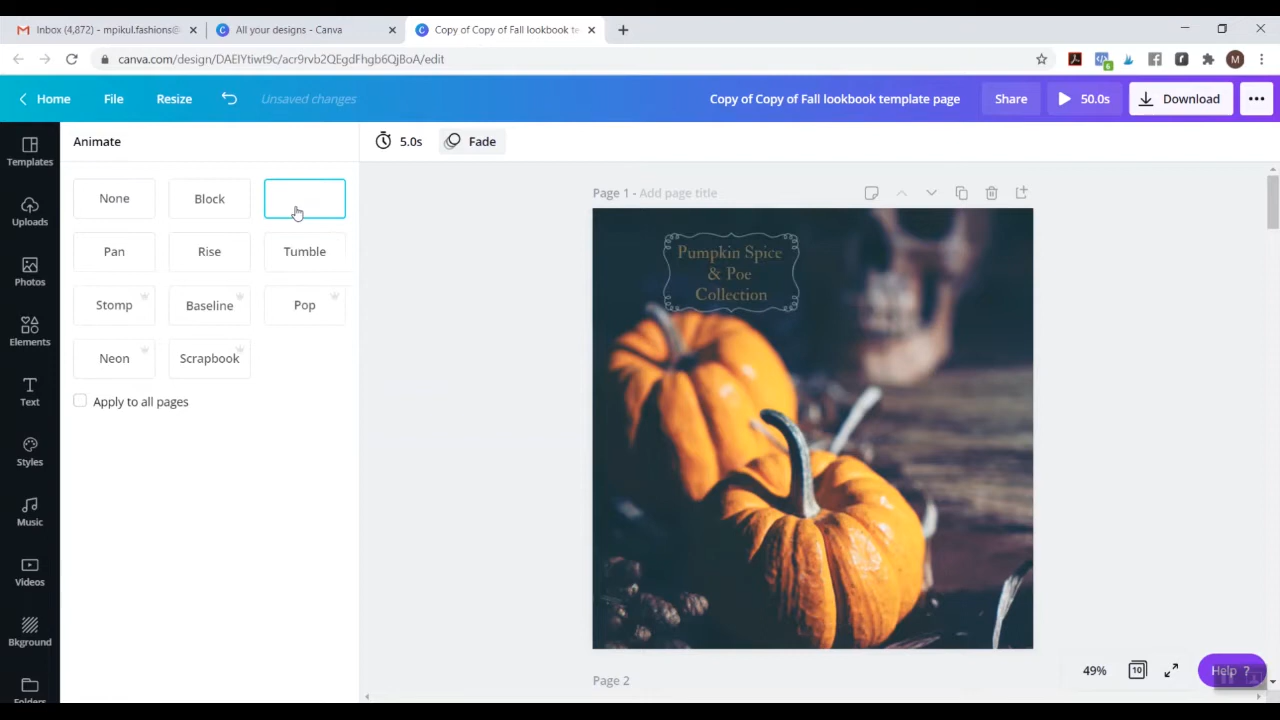 Inbox (4,872) - mpikul.fashions@
All your designs - Canva
Copy of Copy of Fall lookbook te
canva.com/design/DAEIYtiwt9c/acr9rvb2QEgdFhgb6QjBoA/edit
6
M
Home
File
Resize
Unsaved changes
Copy of Copy of Fall lookbook template page
Share
50.0s
Download
Templates
Uploads
Photos
Elements
Text
Styles
Music
Videos
Bkground
Folders
Animate
None
Block
Pan
Rise
Tumble
Stomp
Baseline
Pop
Neon
Scrapbook
Apply to all pages
5.0s
Fade
Page 1 - Add page title
Pumpkin Spice
& Poe
Collection
Page 2
49%
10
Help ?